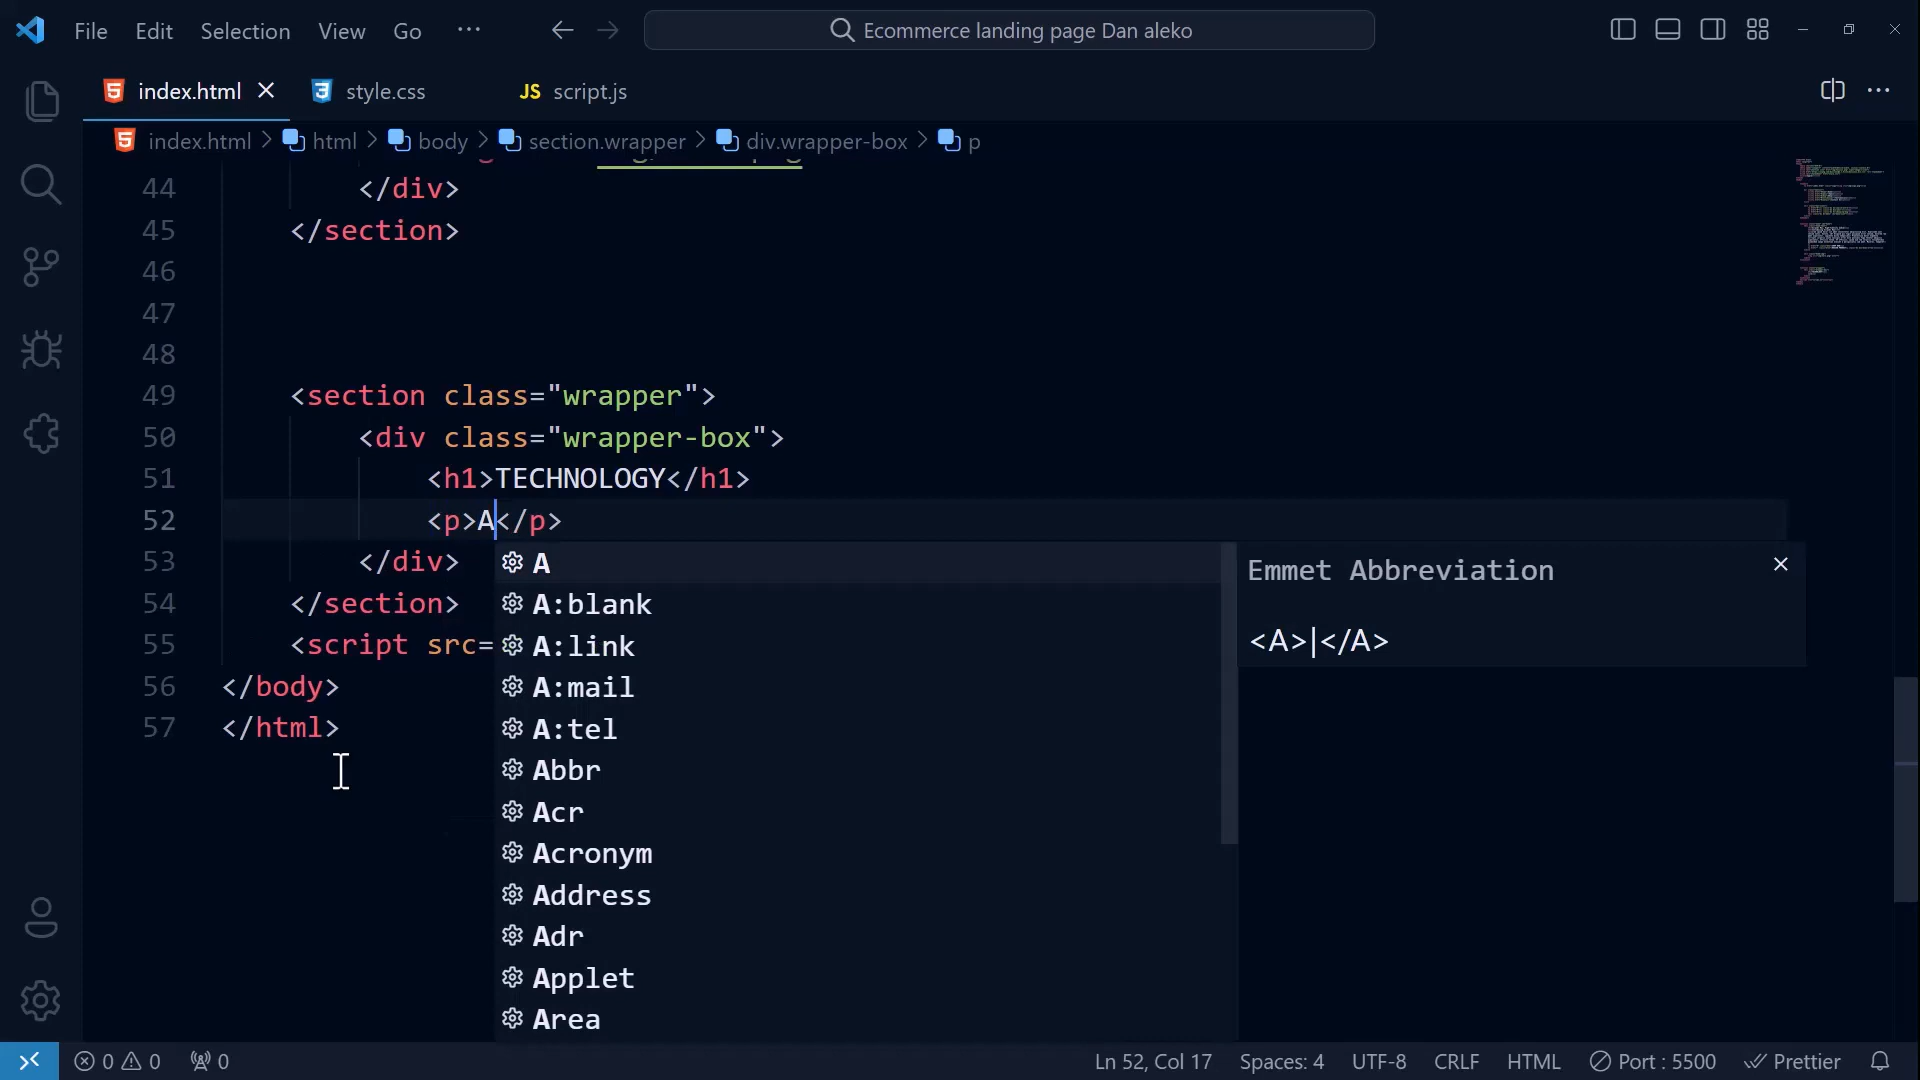 File Edit Selection View Go ··· Ecommerce landing page Dan aleko
index.html style.css JS script.js
index.html > html > body > section.wrapper > div.wrapper-box > p
44 </div>
45 </section>
46
47
48
49 <section class="wrapper">
50 <div class="wrapper-box">
51 <h1>TECHNOLOGY</h1>
52 <p>A</p>
53 </div>
54 </section>
55 <script src=
56 </body>
57 </html>
A
A:blank
A:link
A:mail
A:tel
Abbr
Acr
Acronym
Address
Adr
Applet
Area
Emmet Abbreviation
<A>|</A>
0 0 0 Ln 52, Col 17 Spaces: 4 UTF-8 CRLF HTML Port : 5500 Prettier